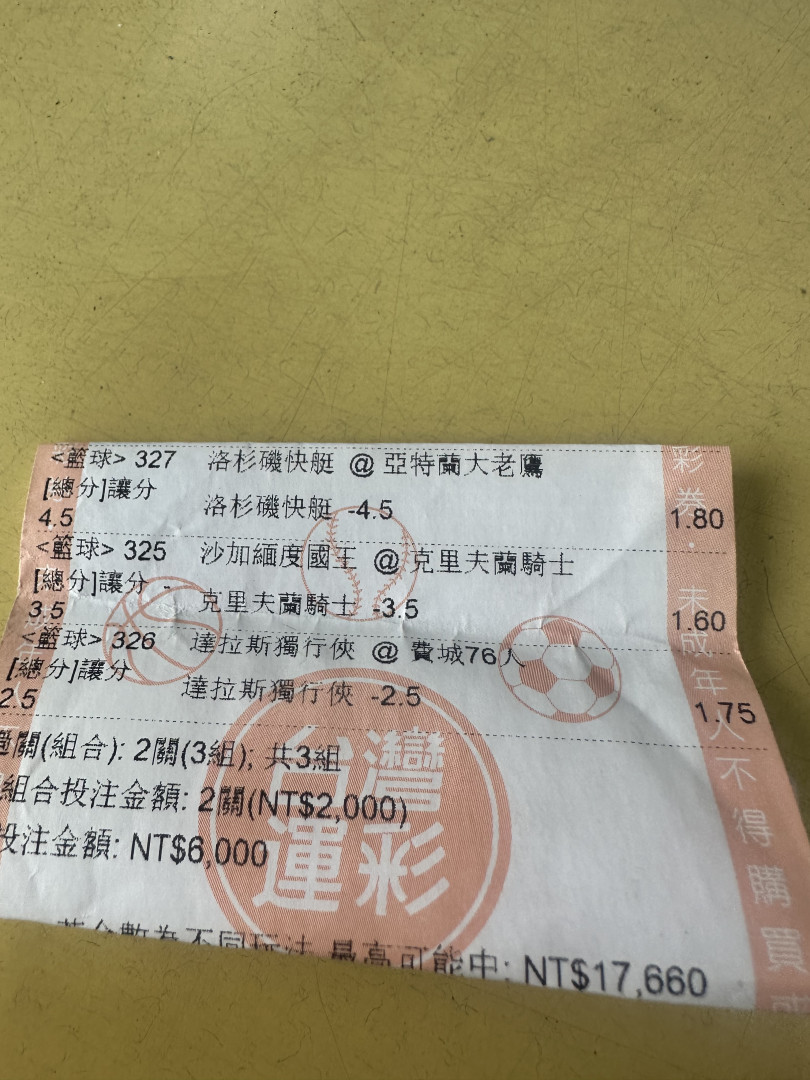 <籃球> 327 洛杉磯快艇 @ 亞特蘭大老鷹
[總分]讓分
4.5 洛杉磯快艇 -4.5 1.80
<籃球> 325 沙加緬度國王 @ 克里夫蘭騎士
[總分]讓分 -
3.5 克里夫蘭騎士 -3.5 1.60
<籃球> 326 達拉斯獨行俠 @ 費城76人
[總分]讓分
2.5 達拉斯獨行俠 -2.5 1.75
關(組合): 2關(3組); 共3組
組合投注金額: 2關(NT$2,000)
投注金額: NT$6,000
不同玩法 最高可能中: NT$17,660
台灣
運彩
彩券・未成年人不得購買